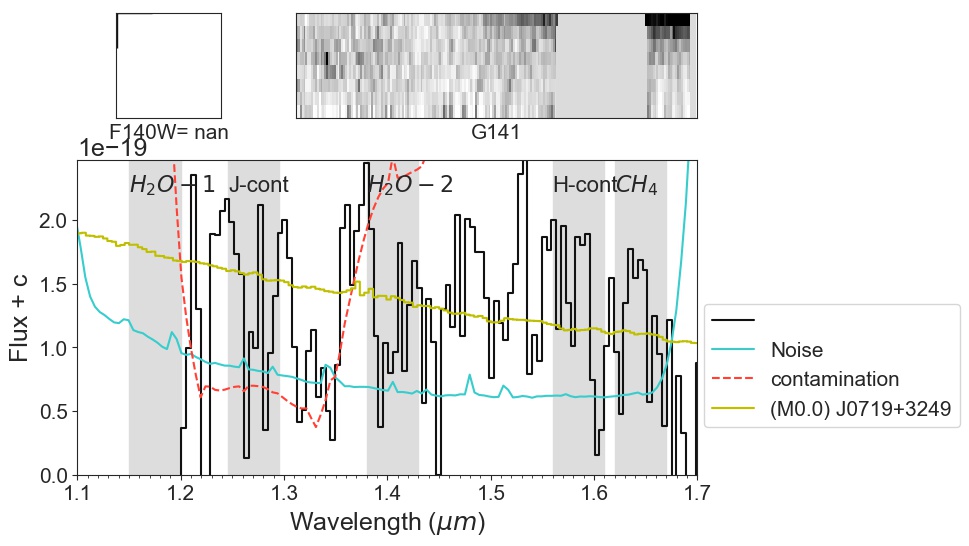 F140W= nan
G141
1e−19
H₂O − 1
J-cont
H₂O − 2
H-cont
CH₄
2.0
1.5
1.0
0.5
0.0
Flux + c
1.1
1.2
1.3
1.4
1.5
1.6
1.7
Wavelength (μm)
Noise
contamination
(M0.0) J0719+3249